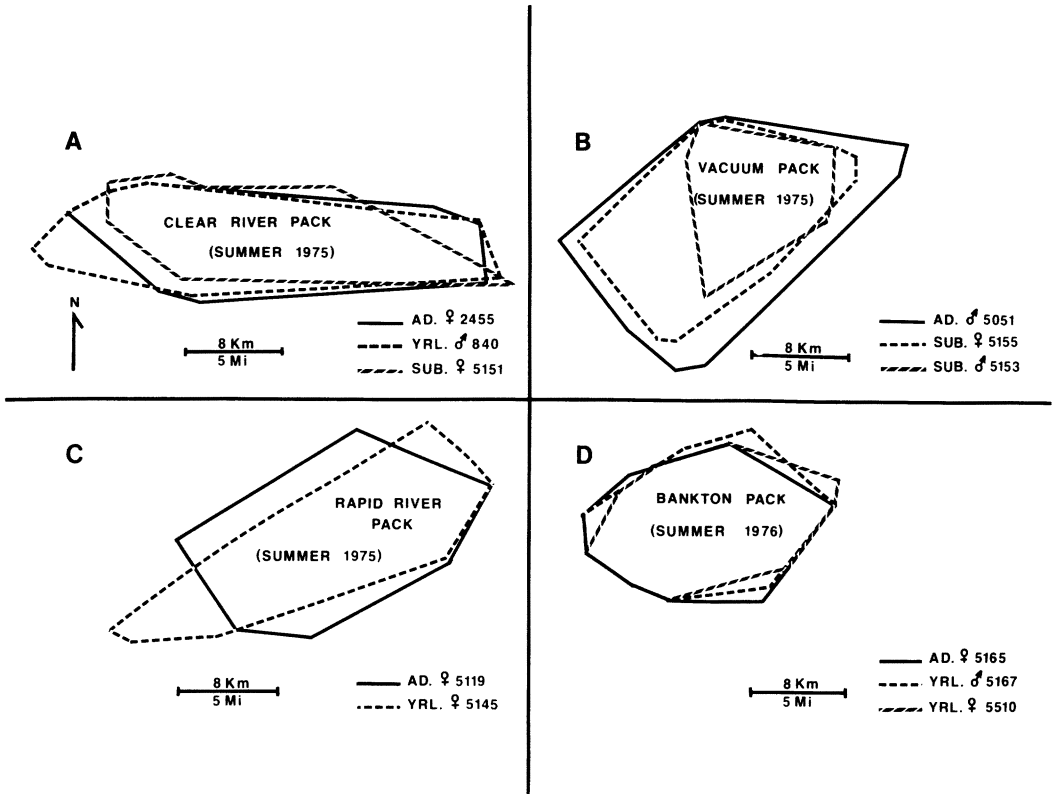 A
CLEAR RIVER PACK
(SUMMER 1975)
N
8 Km
5 Mi
AD. ♀ 2455
YRL. ♂ 840
SUB. ♀ 5151
B
VACUUM PACK
(SUMMER 1975)
8 Km
5 Mi
AD. ♂ 5051
SUB. ♀ 5155
SUB. ♂ 5153
C
RAPID RIVER
PACK
(SUMMER 1975)
8 Km
5 Mi
AD. ♀ 5119
YRL. ♀ 5145
D
BANKTON PACK
(SUMMER 1976)
8 Km
5 Mi
AD. ♀ 5165
YRL. ♂ 5167
YRL. ♀ 5510